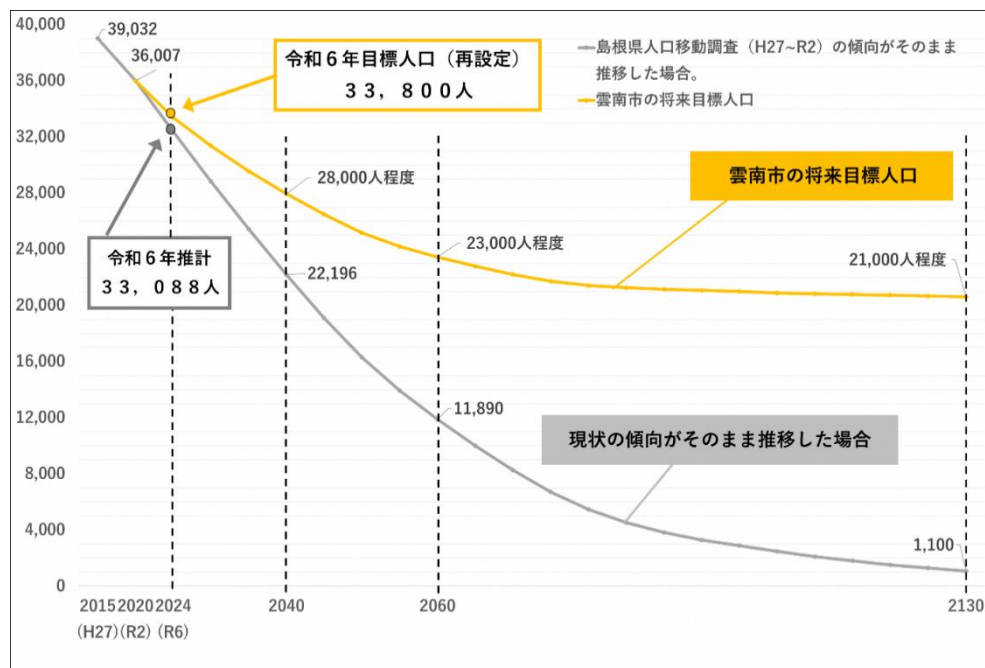 40,000
36,000
32,000
28,000
24,000
20,000
16,000
12,000
8,000
4,000
0
39,032
36,007
令和６年目標人口（再設定）
３３，８００人
島根県人口移動調査（H27~R2）の傾向がそのまま
推移した場合。
雲南市の将来目標人口
雲南市の将来目標人口
28,000人程度
23,000人程度
21,000人程度
令和６年推計
３３，０８８人
22,196
11,890
現状の傾向がそのまま推移した場合
1,100
2015 2020 2024 2040 2060 2130
(H27) (R2) (R6)